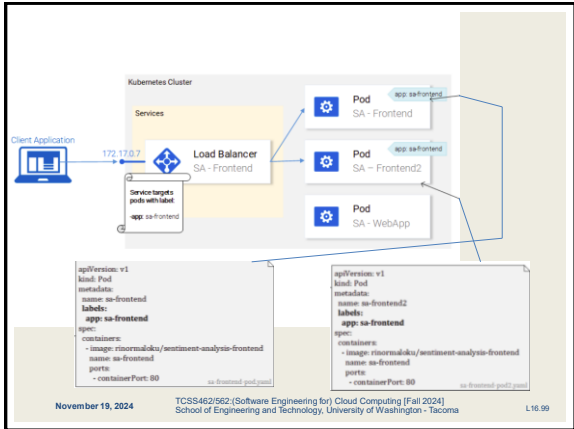 Kubernetes Cluster
app: sa-frontend
Pod
SA - Frontend
Services
Client Application
172.17.0.7
Load Balancer
SA - Frontend
app: sa-frontend
Pod
SA – Frontend2
Service targets
pods with label:
-app: sa-frontend
Pod
SA - WebApp
apiVersion: v1
kind: Pod
metadata:
name: sa-frontend
labels:
app: sa-frontend
spec:
containers:
- image: rinormaloku/sentiment-analysis-frontend
name: sa-frontend
ports:
- containerPort: 80
sa-frontend-pod.yaml
apiVersion: v1
kind: Pod
metadata:
name: sa-frontend2
labels:
app: sa-frontend
spec:
containers:
- image: rinormaloku/sentiment-analysis-frontend
name: sa-frontend
ports:
- containerPort: 80
sa-frontend-pod2.yaml
November 19, 2024
TCSS462/562:(Software Engineering for) Cloud Computing [Fall 2024]
School of Engineering and Technology, University of Washington - Tacoma
L16.99